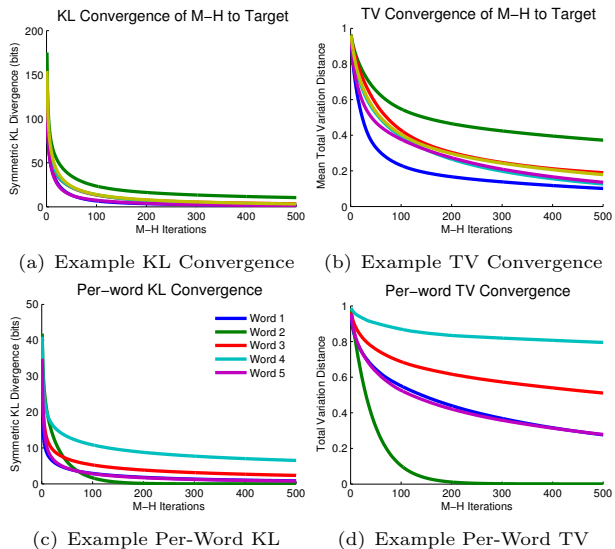 KL Convergence of M−H to Target
Symmetric KL Divergence (bits)
200
150
100
50
0
0 100 200 300 400 500
M−H Iterations
(a) Example KL Convergence
TV Convergence of M−H to Target
Mean Total Variation Distance
1
0.8
0.6
0.4
0.2
0
0 100 200 300 400 500
M−H Iterations
(b) Example TV Convergence
Per−word KL Convergence
Symmetric KL Divergence (bits)
50
40
30
20
10
0
0 100 200 300 400 500
M−H Iterations
Word 1
Word 2
Word 3
Word 4
Word 5
(c) Example Per-Word KL
Per−word TV Convergence
Total Variation Distance
1
0.8
0.6
0.4
0.2
0
0 100 200 300 400 500
M−H Iterations
(d) Example Per-Word TV